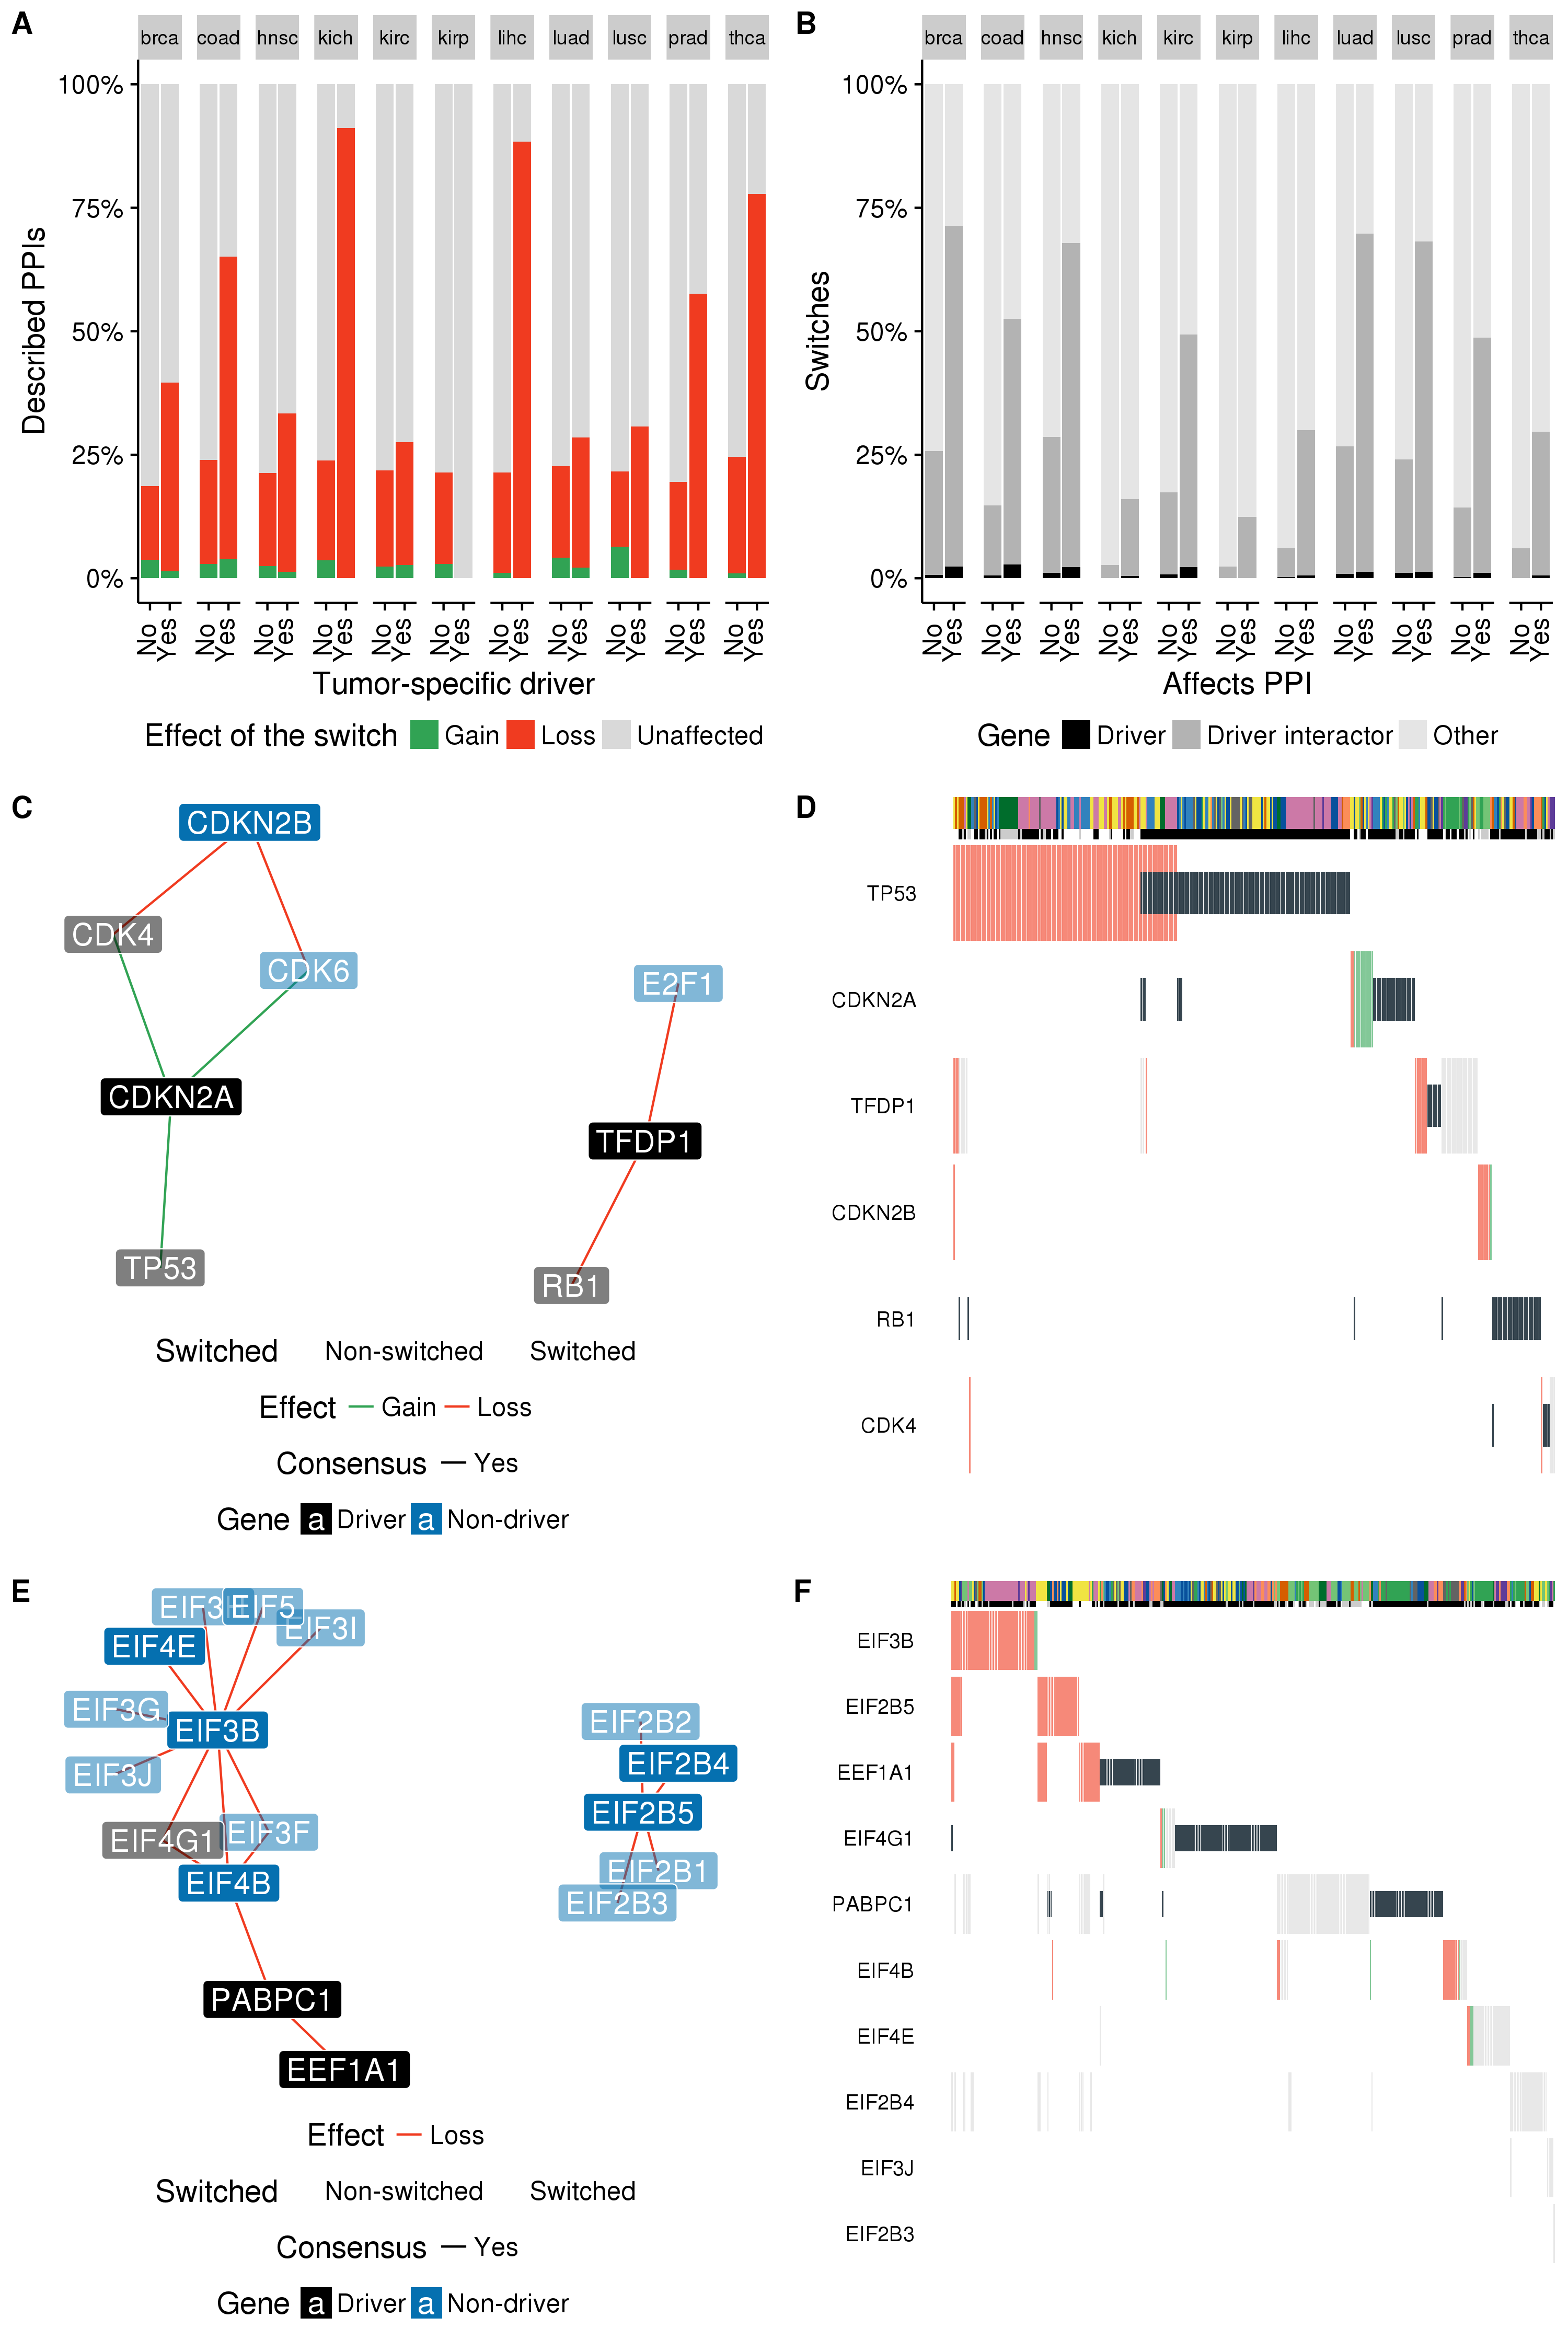 A
brca coad hnsc kich kirc kirp lihc luad lusc prad thca
100%
75%
50%
25%
0%
Described PPIs
No Yes No Yes No Yes No Yes No Yes No Yes No Yes No Yes No Yes No Yes No Yes
Tumor-specific driver
Effect of the switch Gain Loss Unaffected
B
brca coad hnsc kich kirc kirp lihc luad lusc prad thca
100%
75%
50%
25%
0%
Switches
No Yes No Yes No Yes No Yes No Yes No Yes No Yes No Yes No Yes No Yes No Yes
Affects PPI
Gene Driver Driver interactor Other
C
CDKN2B
CDK4
CDK6
E2F1
CDKN2A
TFDP1
TP53
RB1
Switched Non-switched Switched
Effect Gain Loss
Consensus Yes
Gene a Driver a Non-driver
D
TP53
CDKN2A
TFDP1
CDKN2B
RB1
CDK4
E
EIF5
EIF3I
EIF4E
EIF3G
EIF3B
EIF3J
EIF4G1
EIF3F
EIF4B
PABPC1
EEF1A1
EIF2B2
EIF2B4
EIF2B5
EIF2B1
EIF2B3
Effect Loss
Switched Non-switched Switched
Consensus Yes
Gene a Driver a Non-driver
F
EIF3B
EIF2B5
EEF1A1
EIF4G1
PABPC1
EIF4B
EIF4E
EIF2B4
EIF3J
EIF2B3